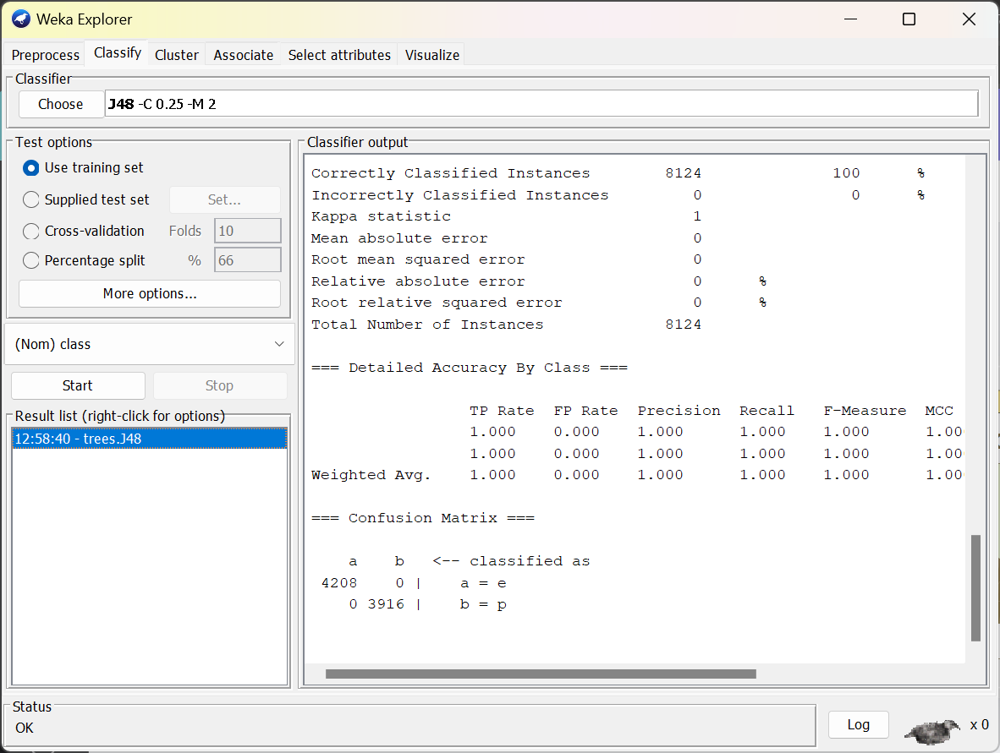 Weka Explorer
Preprocess Classify Cluster Associate Select attributes Visualize
Classifier
Choose J48 -C 0.25 -M 2
Test options
Use training set
Supplied test set Set...
Cross-validation Folds 10
Percentage split % 66
More options...
(Nom) class
Start Stop
Result list (right-click for options)
12:58:40 - trees.J48
Classifier output
Correctly Classified Instances 8124 100 %
Incorrectly Classified Instances 0 0 %
Kappa statistic 1
Mean absolute error 0
Root mean squared error 0
Relative absolute error 0 %
Root relative squared error 0 %
Total Number of Instances 8124
=== Detailed Accuracy By Class ===
TP Rate FP Rate Precision Recall F-Measure MCC
1.000 0.000 1.000 1.000 1.000 1.00
1.000 0.000 1.000 1.000 1.000 1.00
Weighted Avg. 1.000 0.000 1.000 1.000 1.000 1.00
=== Confusion Matrix ===
a b <-- classified as
4208 0 | a = e
0 3916 | b = p
Status
OK
Log x 0